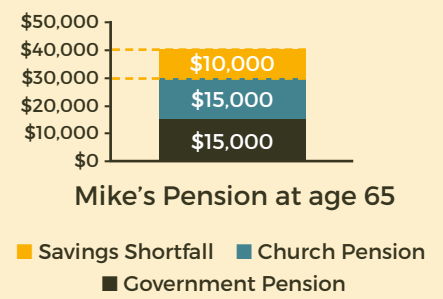 $50,000
$40,000
$30,000
$20,000
$10,000
$0
$10,000
$15,000
$15,000
Mike's Pension at age 65
Savings Shortfall
Church Pension
Government Pension